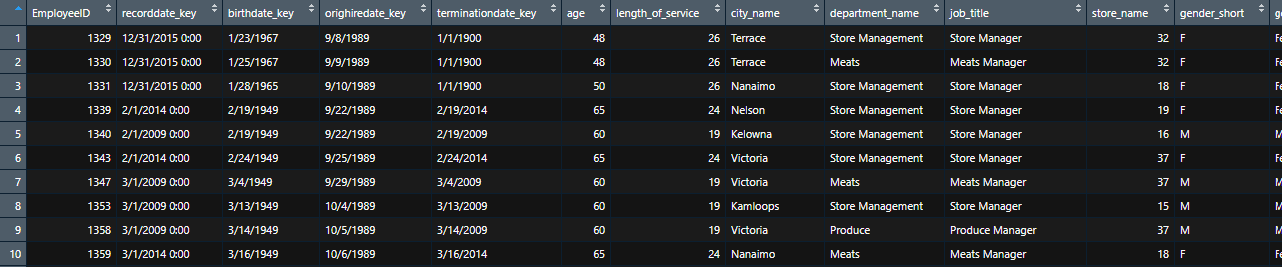 EmployeeID recorddate_key birthdate_key orighiredate_key terminationdate_key age length_of_service city_name department_name job_title store_name gender_short
1 1329 12/31/2015 0:00 1/23/1967 9/8/1989 1/1/1900 48 26 Terrace Store Management Store Manager 32 F
2 1330 12/31/2015 0:00 1/25/1967 9/9/1989 1/1/1900 48 26 Terrace Meats Meats Manager 32 F
3 1331 12/31/2015 0:00 1/28/1965 9/10/1989 1/1/1900 50 26 Nanaimo Store Management Store Manager 18 F
4 1339 2/1/2014 0:00 2/19/1949 9/22/1989 2/19/2014 65 24 Nelson Store Management Store Manager 19 F
5 1340 2/1/2009 0:00 2/19/1949 9/22/1989 2/19/2009 60 19 Kelowna Store Management Store Manager 16 M
6 1343 2/1/2014 0:00 2/24/1949 9/25/1989 2/24/2014 65 24 Victoria Store Management Store Manager 37 F
7 1347 3/1/2009 0:00 3/4/1949 9/29/1989 3/4/2009 60 19 Victoria Meats Meats Manager 37 M
8 1353 3/1/2009 0:00 3/13/1949 10/4/1989 3/13/2009 60 19 Kamloops Store Management Store Manager 15 M
9 1358 3/1/2009 0:00 3/14/1949 10/5/1989 3/14/2009 60 19 Victoria Produce Produce Manager 37 M
10 1359 3/1/2014 0:00 3/16/1949 10/6/1989 3/16/2014 65 24 Nanaimo Meats Meats Manager 18 F